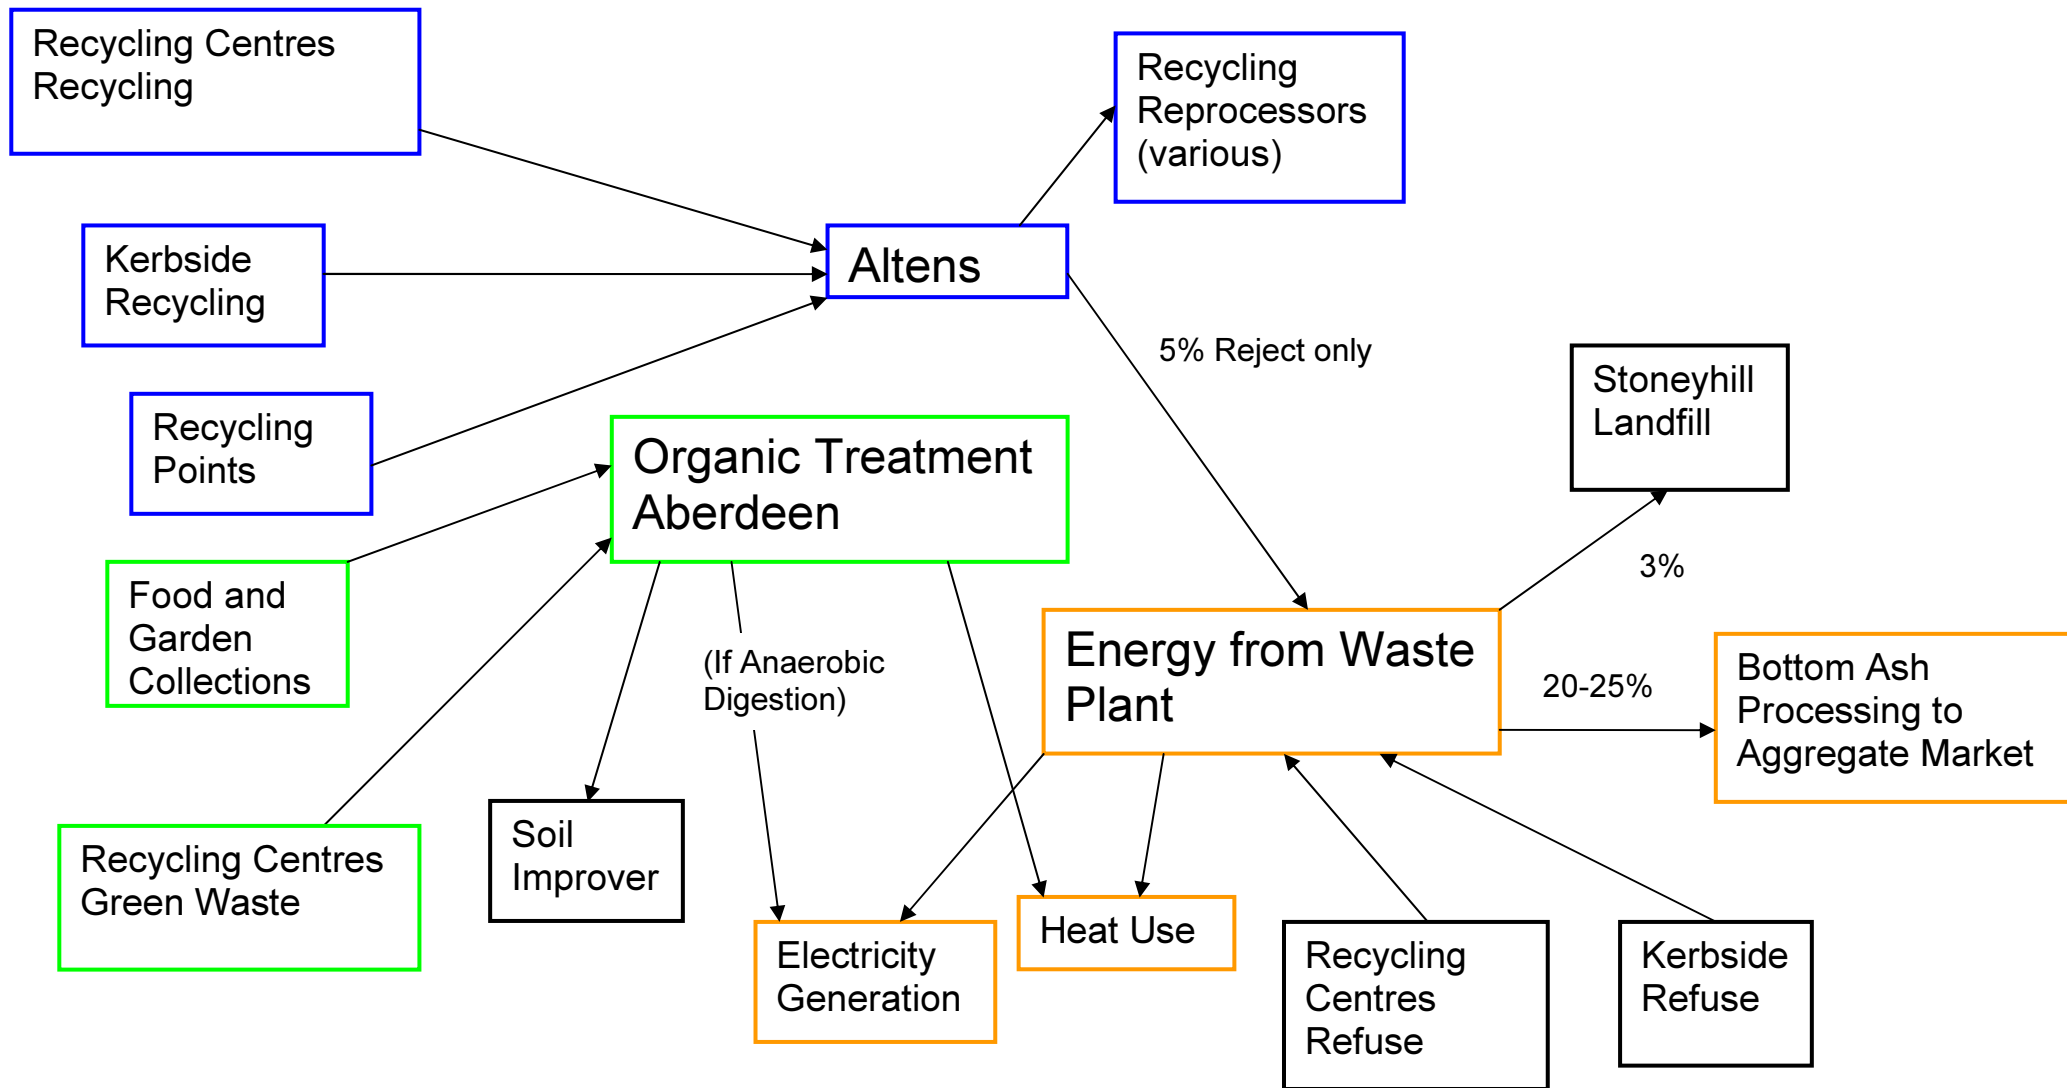 Recycling Centres
Recycling
Recycling
Reprocessors
(various)
Kerbside
Recycling
Altens
5% Reject only
Stoneyhill
Landfill
Recycling
Points
Organic Treatment
Aberdeen
3%
Food and
Garden
Collections
(If Anaerobic
Digestion)
Energy from Waste
Plant
20-25%
Bottom Ash
Processing to
Aggregate Market
Recycling Centres
Green Waste
Soil
Improver
Electricity
Generation
Heat Use
Recycling
Centres
Refuse
Kerbside
Refuse